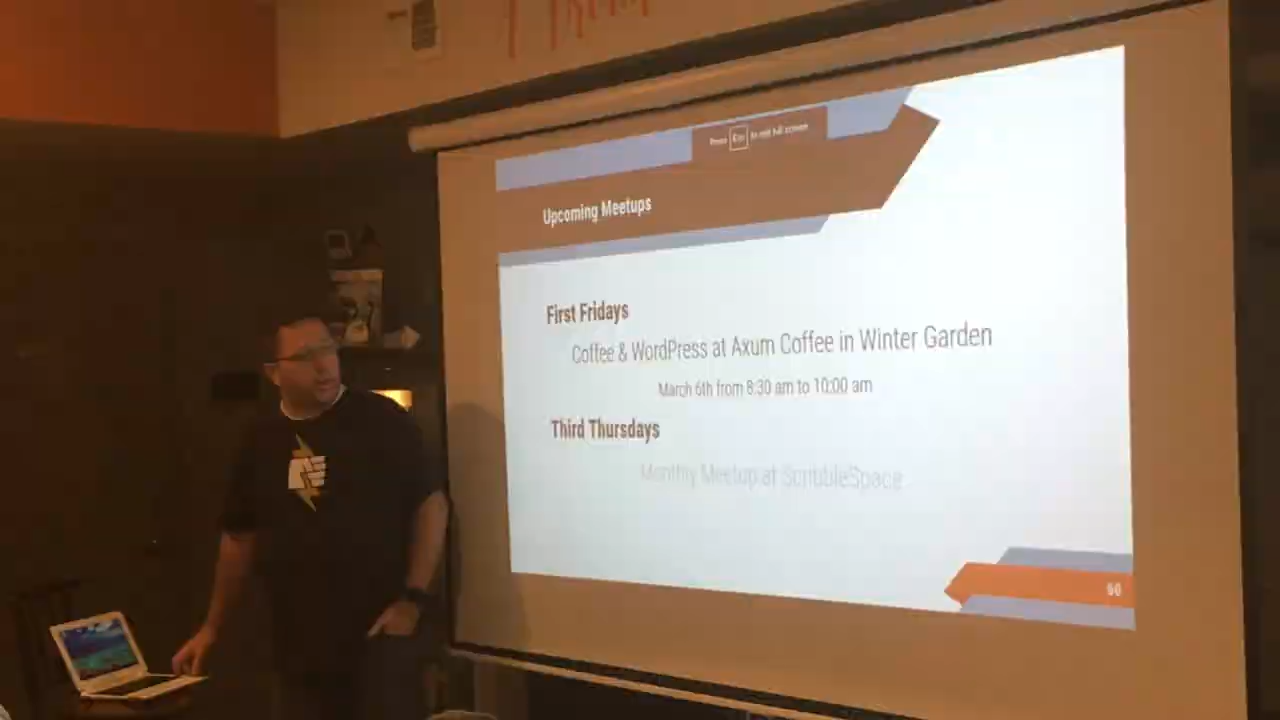 Press Esc to exit full screen
Upcoming Meetups
First Fridays
Coffee & WordPress at Axum Coffee in Winter Garden
March 6th from 8:30 am to 10:00 am
Third Thursdays
Monthly Meetup at ScribbleSpace